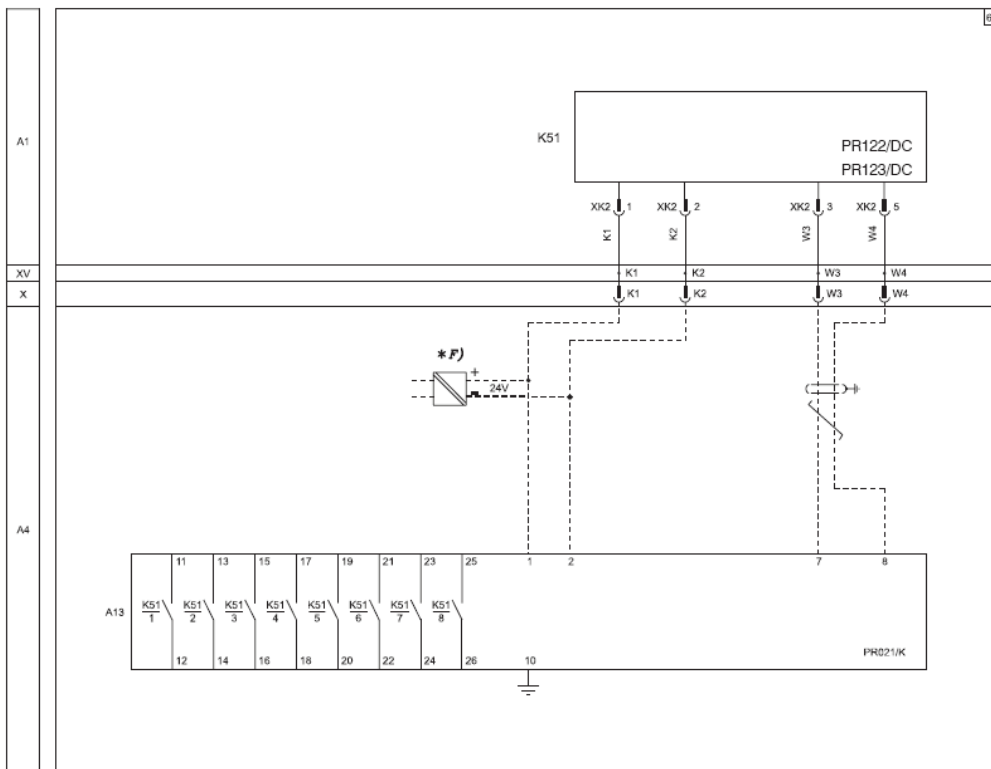 6
A1
K51
PR122/DC
PR123/DC
XK2 1 XK2 2 XK2 3 XK2 5
K1 K2 W3 W4
XV K1 K2 W3 W4
X K1 K2 W3 W4
*F)
+
24V
A4
11 13 15 17 19 21 23 25 1 2 7 8
A13 K51 K51 K51 K51 K51 K51 K51 K51
1 2 3 4 5 6 7 8
PR021/K
12 14 16 18 20 22 24 26 10